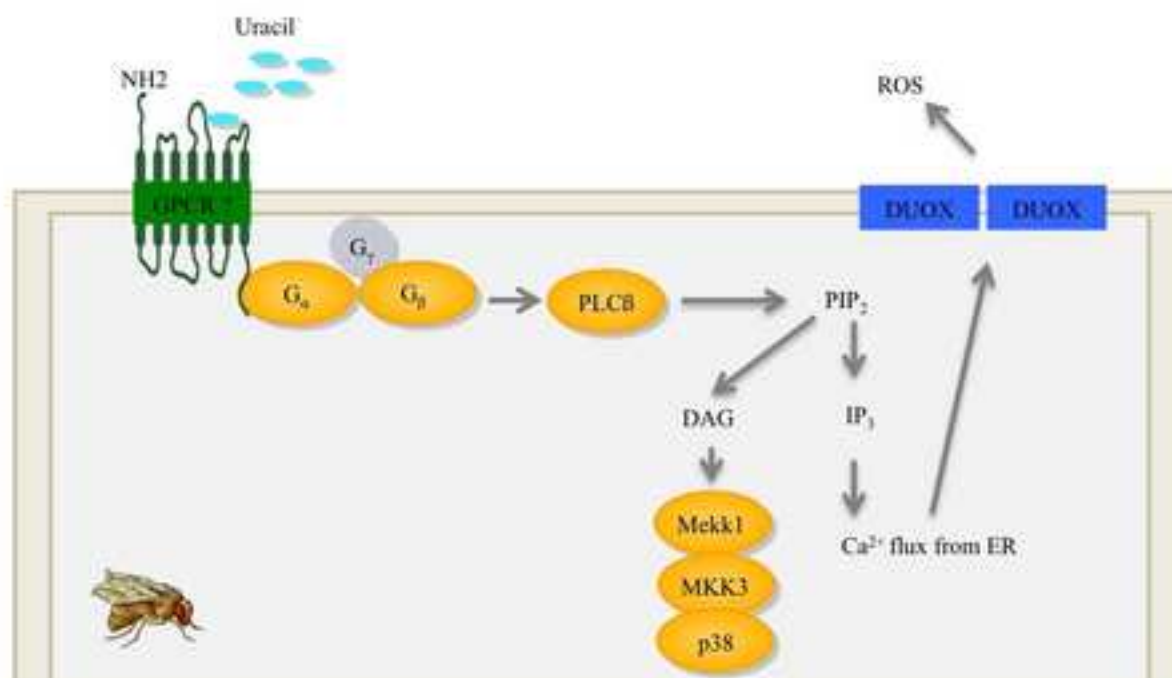 Uracil
NH2
ROS
GPCR ?
DUOX
DUOX
Gγ
Gα
Gβ
PLCß
PIP₂
DAG
IP₃
Mekk1
MKK3
p38
Ca²⁺ flux from ER